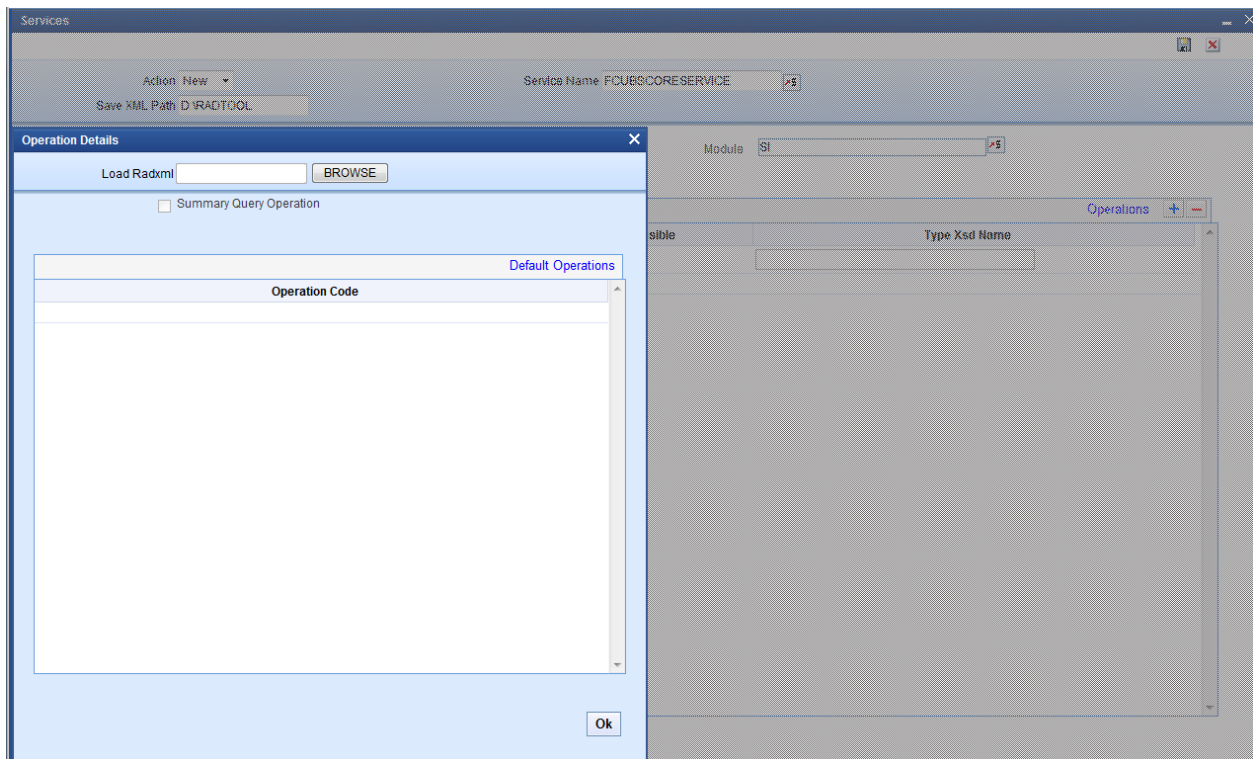 Services
Action New
Service Name FCUBSCORESERVICE
Save XML Path D:\RADTOOL
Operation Details
Module SI
Load Radxml BROWSE
Summary Query Operation
Operations
sible
Type Xsd Name
Default Operations
Operation Code
Ok